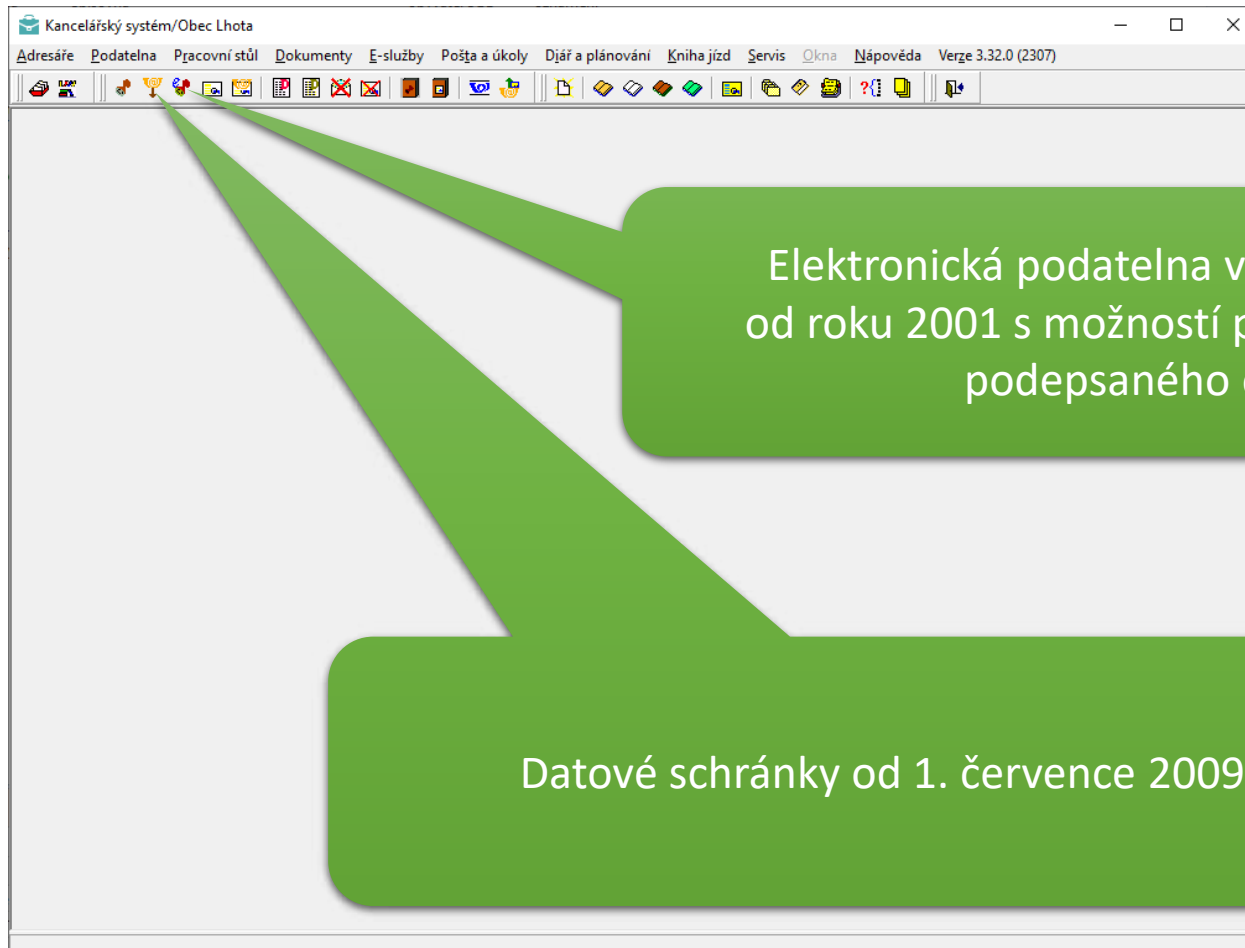 Kancelářský systém/Obec Lhota
Adresáře Podatelna Pracovní stůl Dokumenty E-služby Pošta a úkoly Diář a plánování Kniha jízd Servis Okna Nápověda Verze 3.32.0 (2307)
Elektronická podatelna v
od roku 2001 s možností p
podepsaného
Datové schránky od 1. července 2009